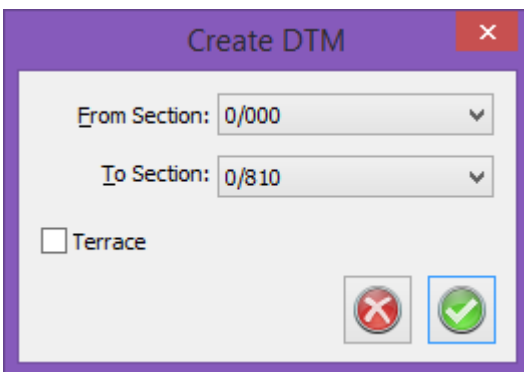 Create DTM
From Section: 0/000
To Section: 0/810
Terrace